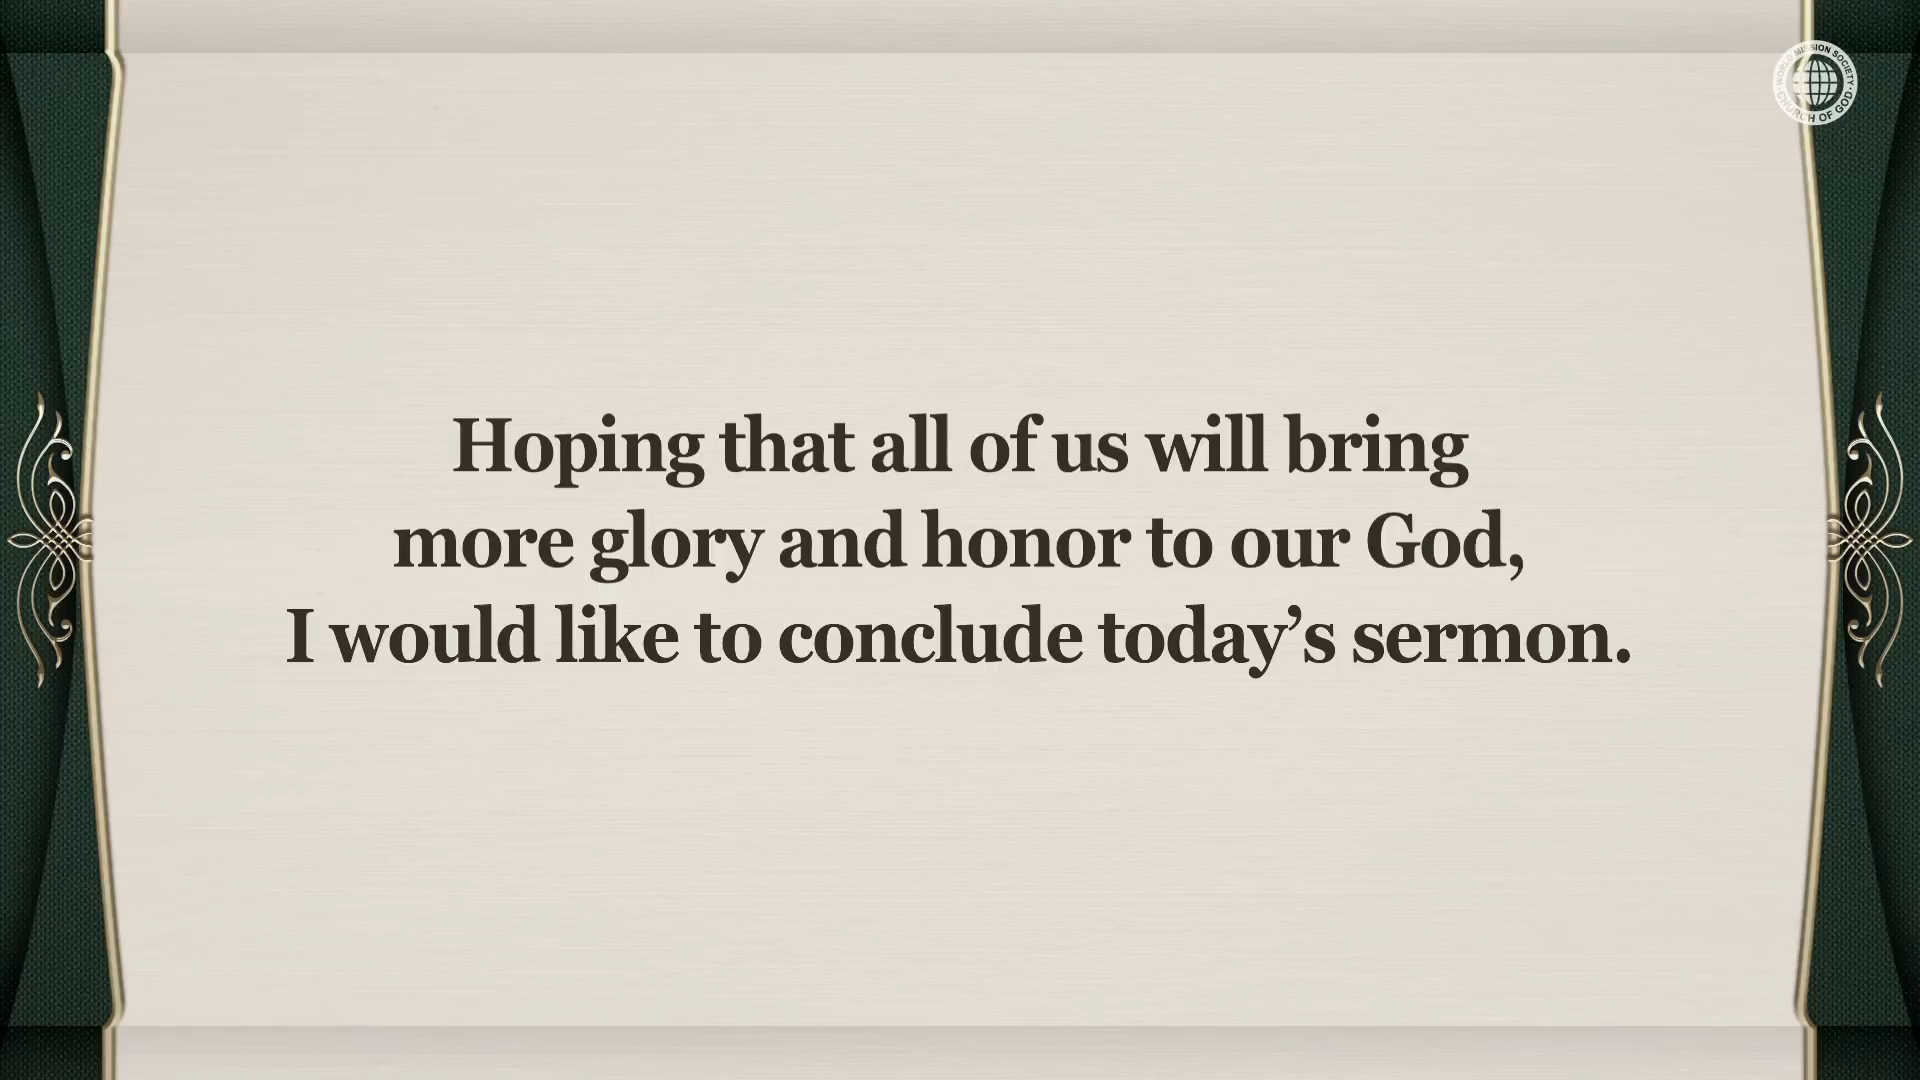 WORLD MISSION SOCIETY
CHURCH OF GOD
Hoping that all of us will bring
more glory and honor to our God,
I would like to conclude today’s sermon.